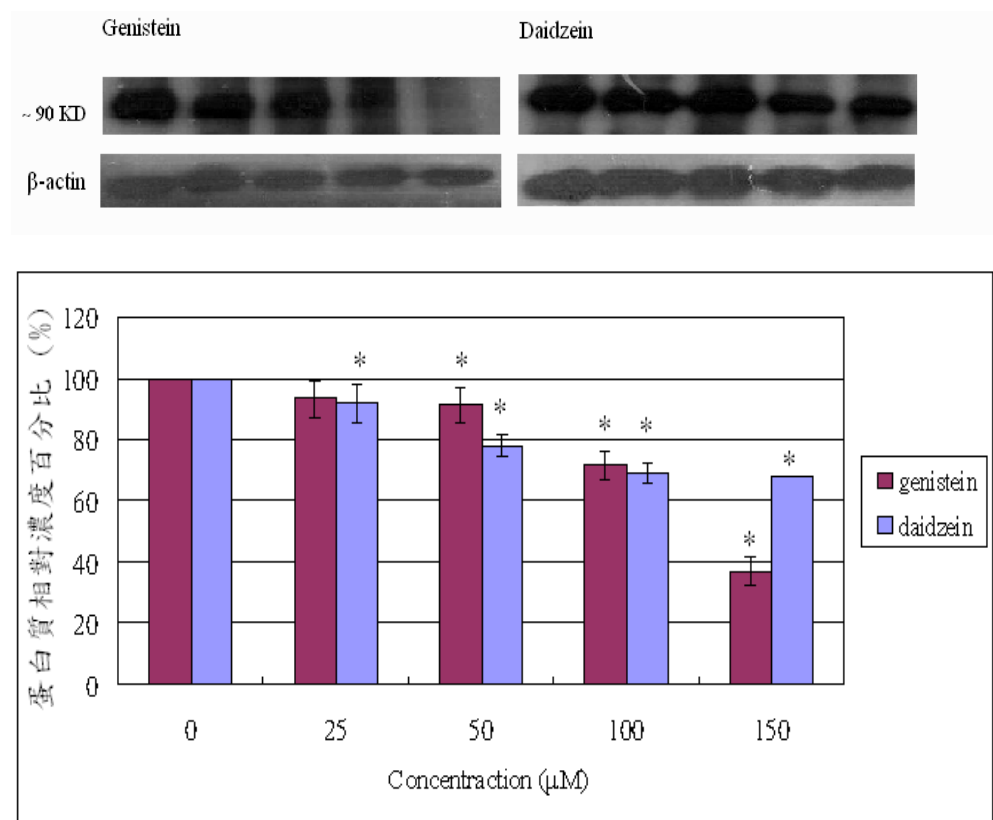 Genistein
Daidzein
~ 90 KD
β-actin
蛋白質相對濃度百分比 (%)
120
100
80
60
40
20
0
*
*
*
*
*
*
*
0 25 50 100 150
Concentraction (μM)
genistein
daidzein